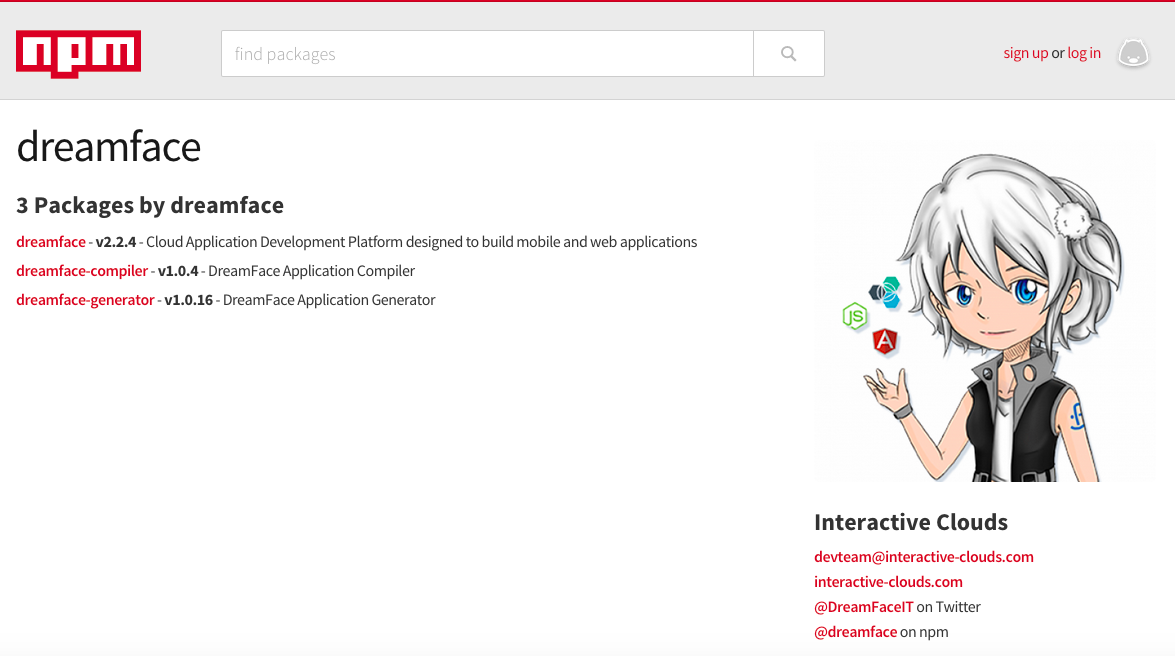 npm
find packages
sign up or log in
dreamface
3 Packages by dreamface
dreamface - v2.2.4 - Cloud Application Development Platform designed to build mobile and web applications
dreamface-compiler - v1.0.4 - DreamFace Application Compiler
dreamface-generator - v1.0.16 - DreamFace Application Generator
JS
A
Interactive Clouds
devteam@interactive-clouds.com
interactive-clouds.com
@DreamFaceIT on Twitter
@dreamface on npm